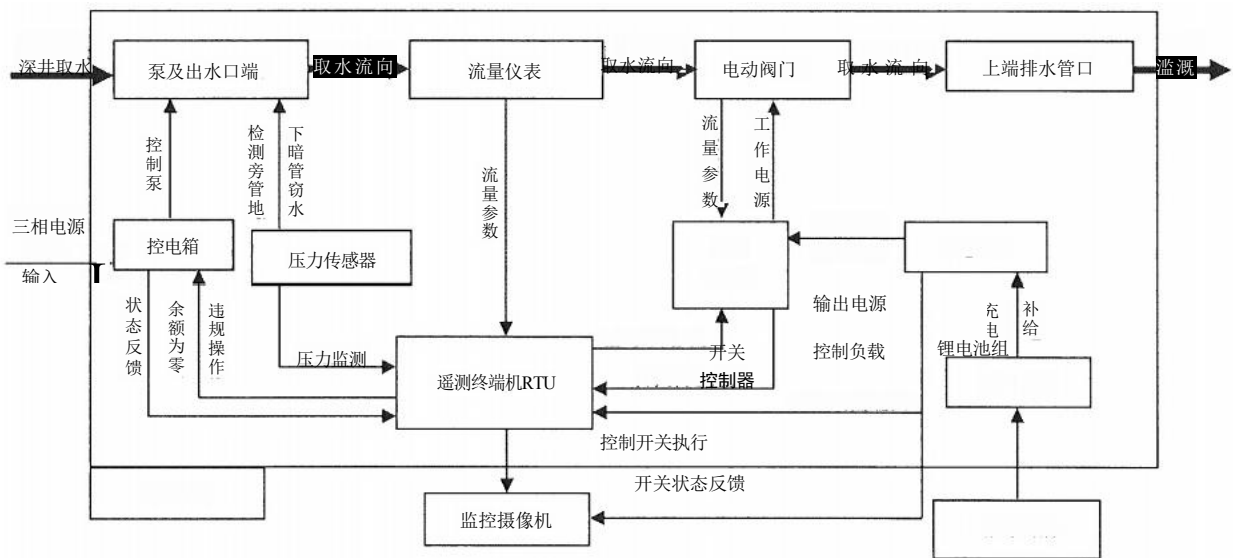 深井取水
泵及出水口端
取水流向
流量仪表
取水流向
电动阀门
取水流向
上端排水管口
滥溉
控制泵
检测旁管地
下暗管窃水
流量参数
流量参数
工作电源
三相电源
输入
控电箱
压力传感器
状态反馈
余额为零
违规操作
压力监测
遥测终端机RTU
开关
控制器
输出电源
控制负载
充电
补给
锂电池组
控制开关执行
开关状态反馈
监控摄像机